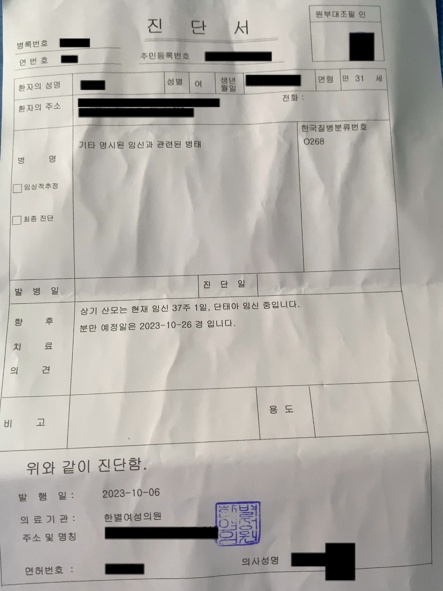 진 단 서
원부대조필 인
병록번호
연 번 호
주민등록번호
환자의 성명 성별 여 생년월일 연령 만 31 세
환자의 주소 전화 :
병 명
임상적추정
최종 진단
기타 명시된 임신과 관련된 병태
한국질병분류번호
O268
발 병 일 진 단 일
향 후 치 료 의 견
상기 산모는 현재 임신 37주 1일, 단태아 임신 중입니다.
분만 예정일은 2023-10-26 경 입니다.
비 고 용 도
위와 같이 진단함.
발 행 일 : 2023-10-06
의 료 기 관 : 한별여성의원
주소 및 명칭
면허번호 : 의사성명